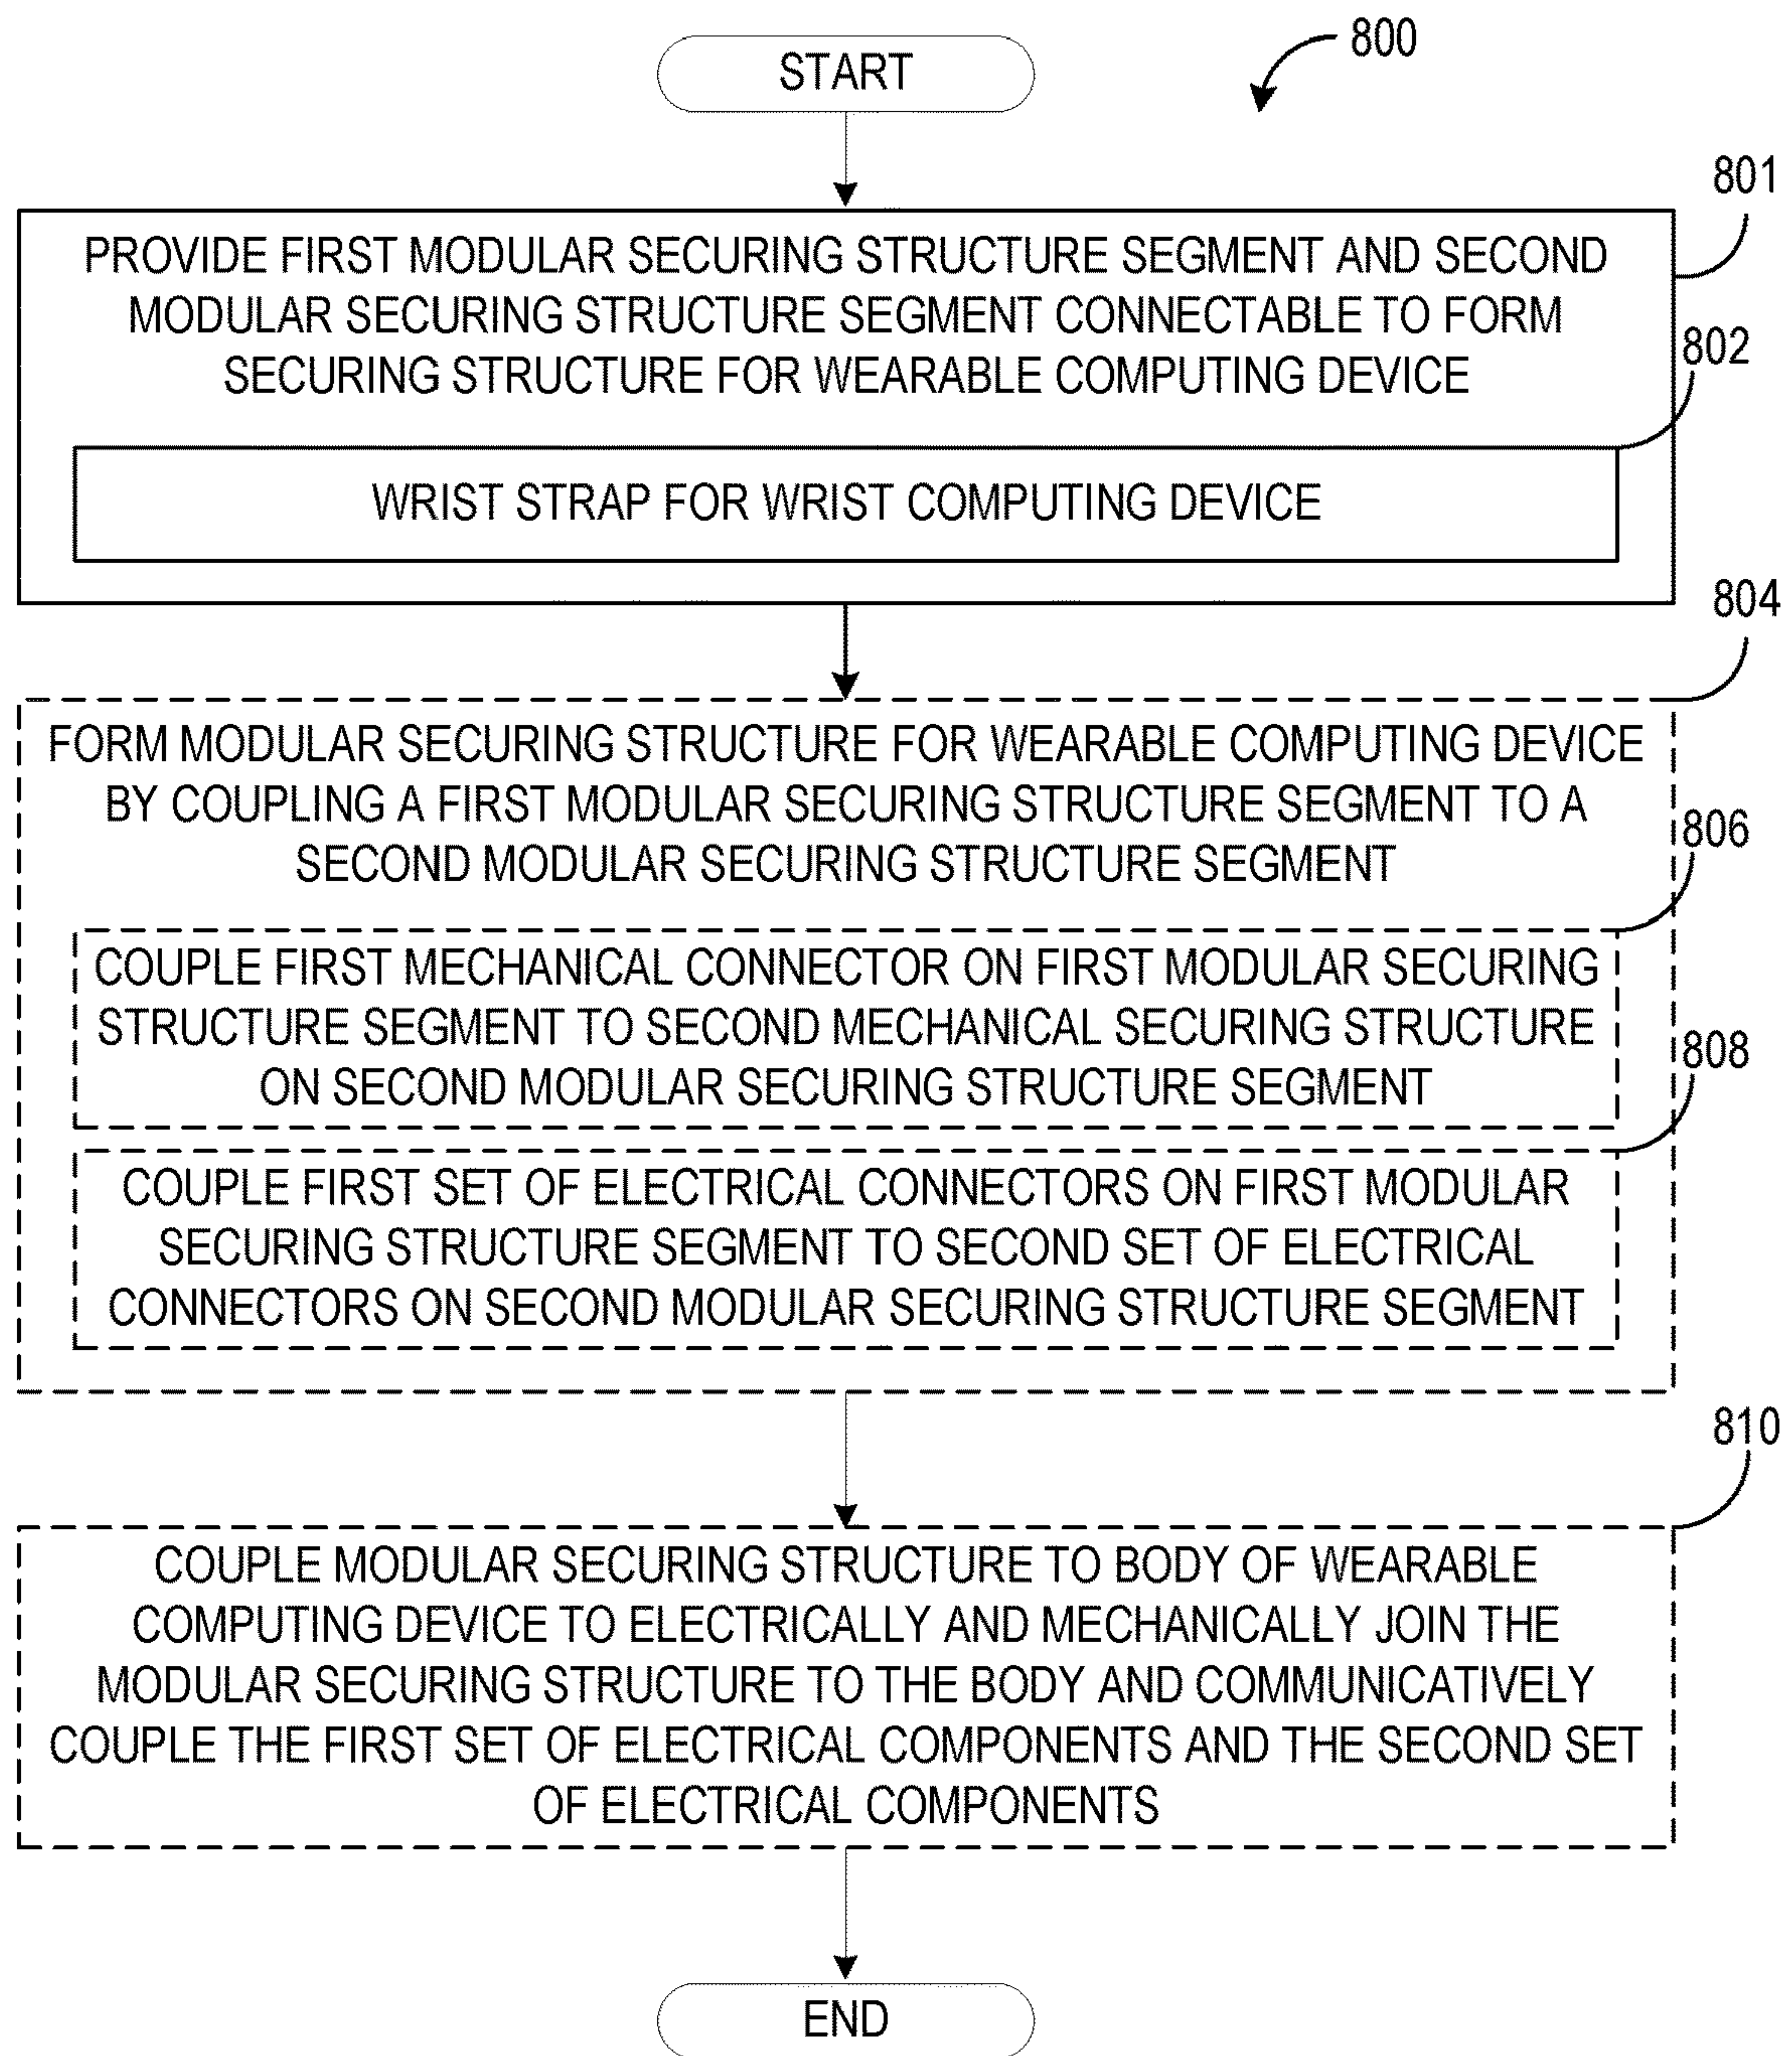 800
START
801
PROVIDE FIRST MODULAR SECURING STRUCTURE SEGMENT AND SECOND
MODULAR SECURING STRUCTURE SEGMENT CONNECTABLE TO FORM
SECURING STRUCTURE FOR WEARABLE COMPUTING DEVICE
802
WRIST STRAP FOR WRIST COMPUTING DEVICE
804
FORM MODULAR SECURING STRUCTURE FOR WEARABLE COMPUTING DEVICE
BY COUPLING A FIRST MODULAR SECURING STRUCTURE SEGMENT TO A
SECOND MODULAR SECURING STRUCTURE SEGMENT
806
COUPLE FIRST MECHANICAL CONNECTOR ON FIRST MODULAR SECURING
STRUCTURE SEGMENT TO SECOND MECHANICAL SECURING STRUCTURE
ON SECOND MODULAR SECURING STRUCTURE SEGMENT
808
COUPLE FIRST SET OF ELECTRICAL CONNECTORS ON FIRST MODULAR
SECURING STRUCTURE SEGMENT TO SECOND SET OF ELECTRICAL
CONNECTORS ON SECOND MODULAR SECURING STRUCTURE SEGMENT
810
COUPLE MODULAR SECURING STRUCTURE TO BODY OF WEARABLE
COMPUTING DEVICE TO ELECTRICALLY AND MECHANICALLY JOIN THE
MODULAR SECURING STRUCTURE TO THE BODY AND COMMUNICATIVELY
COUPLE THE FIRST SET OF ELECTRICAL COMPONENTS AND THE SECOND SET
OF ELECTRICAL COMPONENTS
END